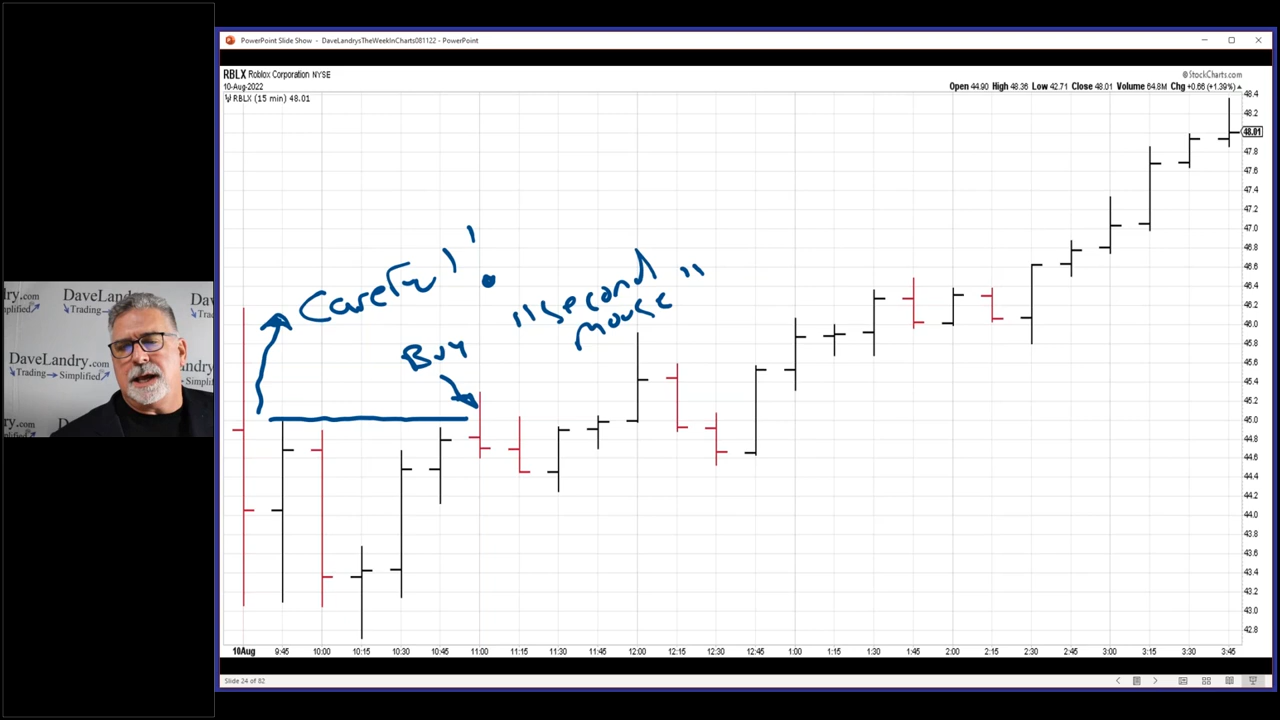 PowerPoint Slide Show - DaveLandrysTheWeekInCharts081122 - PowerPoint
RBLX Roblox Corporation NYSE
© StockCharts.com
10-Aug-2022
Open 44.90 High 48.36 Low 42.71 Close 48.01 Volume 64.8M Chg +0.66 (+1.39%)
RBLX (15 min) 48.01
48.4
48.2
48.01
47.8
47.6
47.4
47.2
47.0
46.8
46.6
46.4
46.2
46.0
45.8
45.6
45.4
45.2
45.0
44.8
44.6
44.4
44.2
44.0
43.8
43.6
43.4
43.2
43.0
42.8
Careful!
"Second
mouse"
Buy
10Aug 9:45 10:00 10:15 10:30 10:45 11:00 11:15 11:30 11:45 12:00 12:15 12:30 12:45 1:00 1:15 1:30 1:45 2:00 2:15 2:30 2:45 3:00 3:15 3:30 3:45
DaveLandry.com
Trading Simplified
Slide 24 of 82